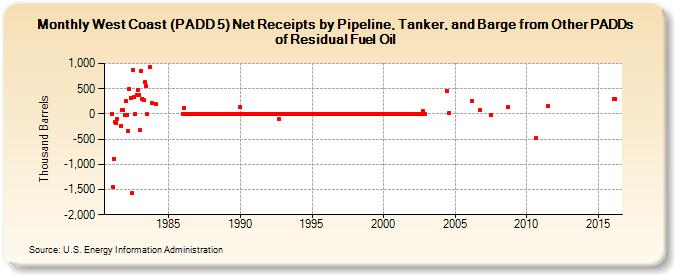 Monthly West Coast (PADD 5) Net Receipts by Pipeline, Tanker, and Barge from Other PADDs
of Residual Fuel Oil
Thousand Barrels
1,000
500
0
-500
-1,000
-1,500
-2,000
1985 1990 1995 2000 2005 2010 2015
Source: U.S. Energy Information Administration